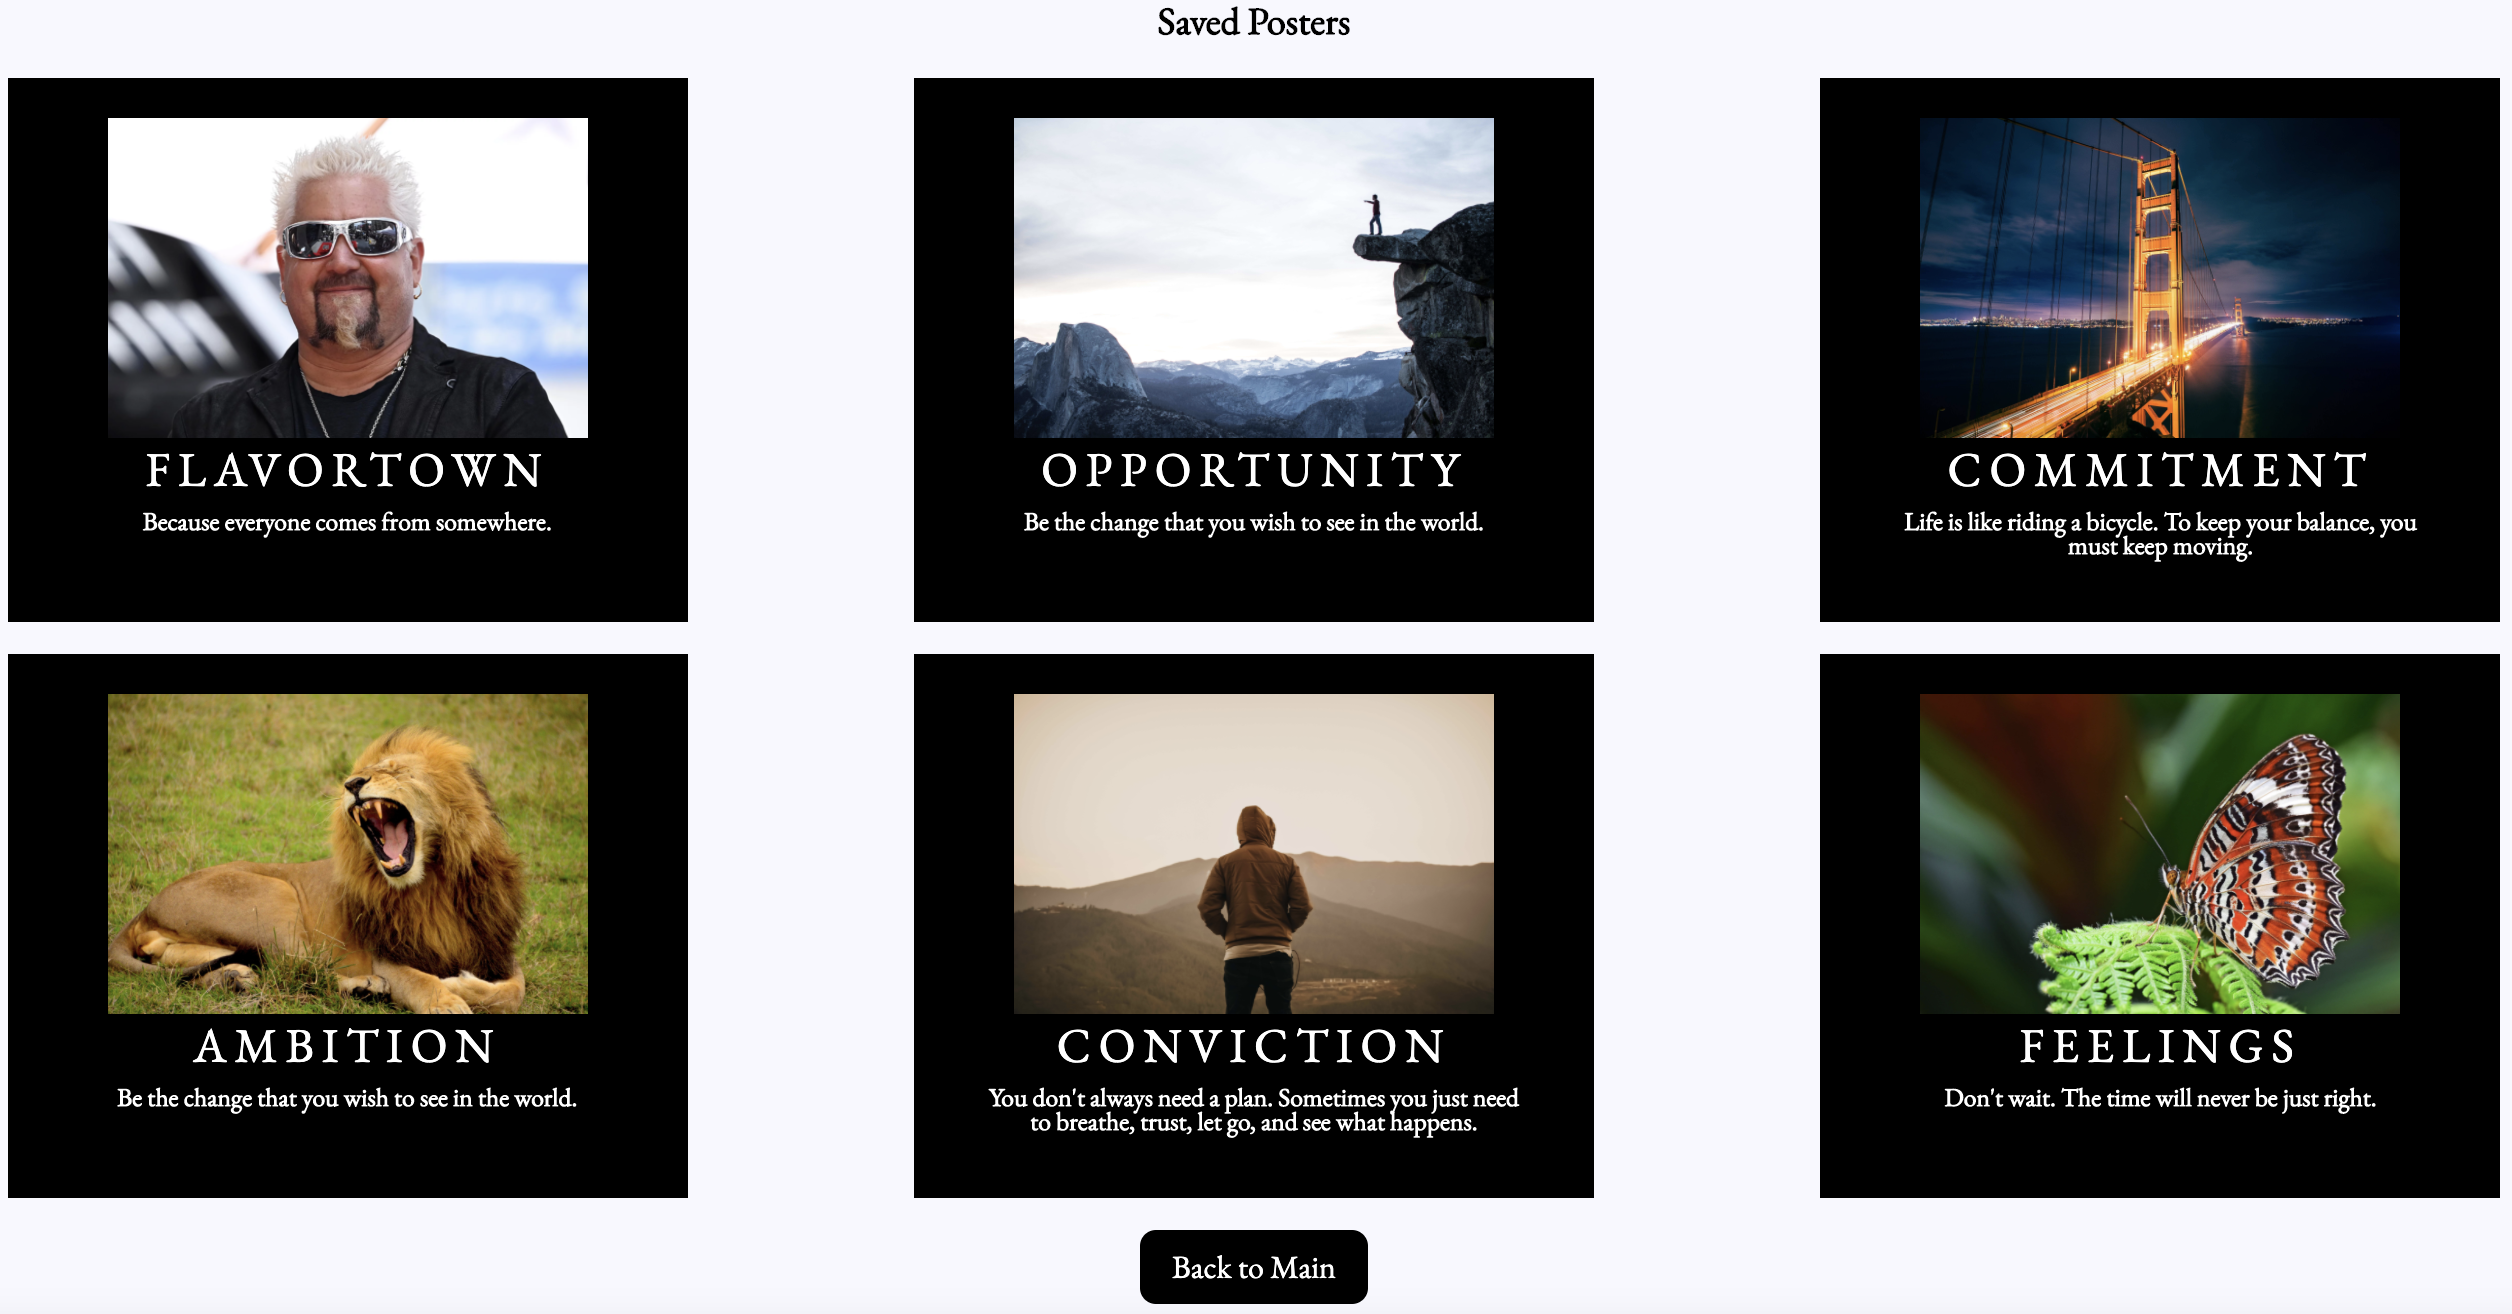 Saved Posters
FLAVORTOWN
Because everyone comes from somewhere.
OPPORTUNITY
Be the change that you wish to see in the world.
COMMITMENT
Life is like riding a bicycle. To keep your balance, you
must keep moving.
AMBITION
Be the change that you wish to see in the world.
CONVICTION
You don't always need a plan. Sometimes you just need
to breathe, trust, let go, and see what happens.
FEELINGS
Don't wait. The time will never be just right.
Back to Main